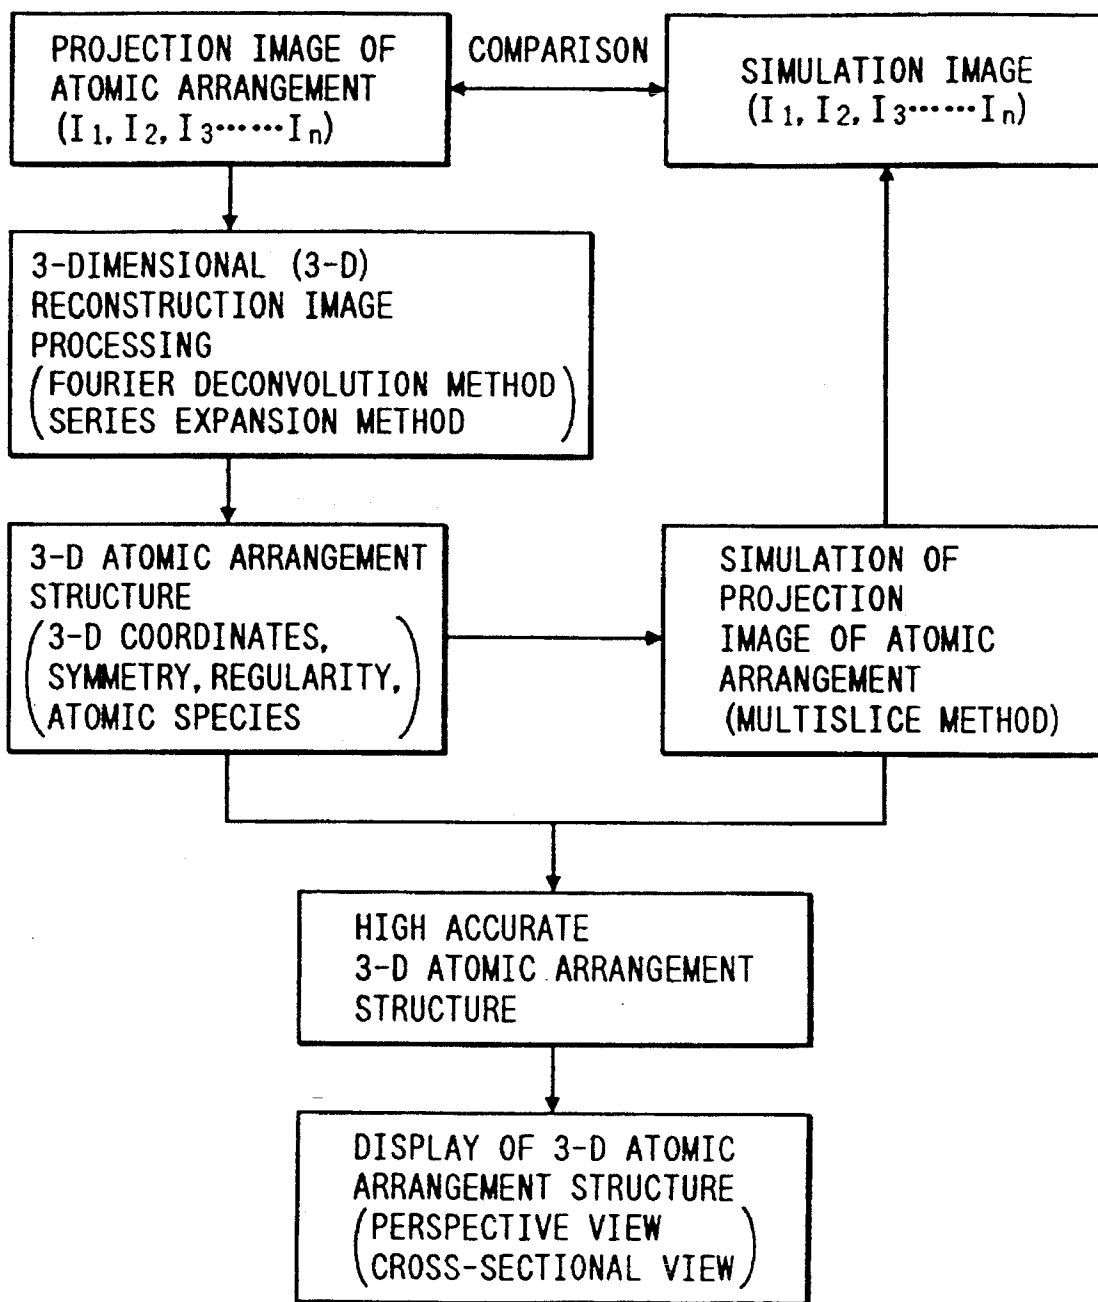 PROJECTION IMAGE OF
ATOMIC ARRANGEMENT
(I1, I2, I3······In)
COMPARISON
SIMULATION IMAGE
(I1, I2, I3······In)
3-DIMENSIONAL (3-D)
RECONSTRUCTION IMAGE
PROCESSING
(FOURIER DECONVOLUTION METHOD
SERIES EXPANSION METHOD)
3-D ATOMIC ARRANGEMENT
STRUCTURE
(3-D COORDINATES,
SYMMETRY, REGULARITY,
ATOMIC SPECIES)
SIMULATION OF
PROJECTION
IMAGE OF ATOMIC
ARRANGEMENT
(MULTISLICE METHOD)
HIGH ACCURATE
3-D ATOMIC ARRANGEMENT
STRUCTURE
DISPLAY OF 3-D ATOMIC
ARRANGEMENT STRUCTURE
(PERSPECTIVE VIEW
CROSS-SECTIONAL VIEW)